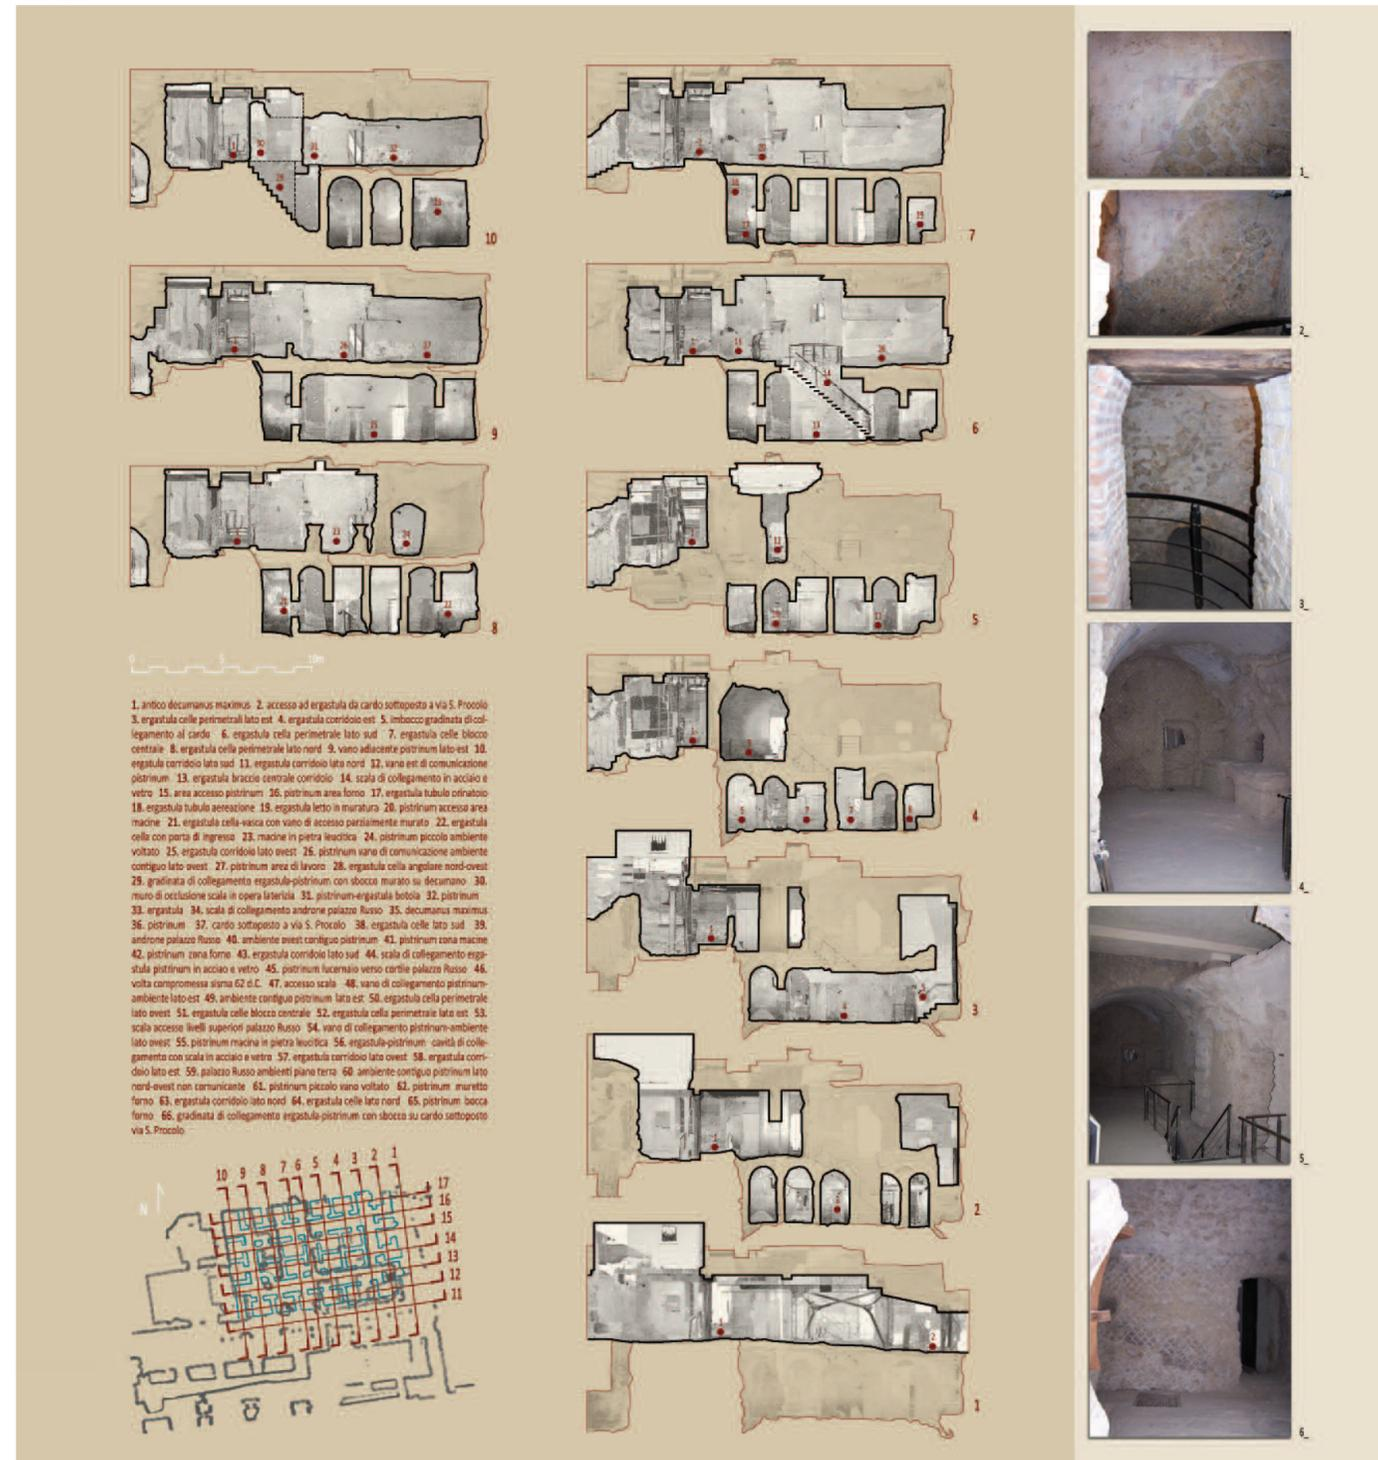 10
7
9
6
8
5
4
3
2
1
0 5 10m
1. antico decumanus maximus 2. accesso ad ergastula da cardo sottoposto a via S. Procolo
3. ergastula celle perimetrali lato est 4. ergastula corridoio est 5. imbocco gradinata di col-
legamento al cardo 6. ergastula cella perimetrale lato sud 7. ergastula celle blocco
centrale 8. ergastula cella perimetrale lato nord 9. vano adiacente pistrinum lato est 10.
ergatula corridoio lato sud 11. ergastula corridoio lato nord 12. vano est di comunicazione
pistrinum 13. ergastula braccio centrale corridoio 14. scala di collegamento in acciaio e
vetro 15. area accesso pistrinum 16. pistrinum area forno 17. ergastula tubulo orinatoio
18. ergastula tubulo aereazione 19. ergastula letto in muratura 20. pistrinum accesso area
macine 21. ergastula cella-vasca con vano di accesso parzialmente murato 22. ergastula
cella con porta di ingresso 23. macine in pietra leucitica 24. pistrinum piccolo ambiente
voltato 25. ergastula corridoio lato ovest 26. pistrinum vano di comunicazione ambiente
contiguo lato ovest 27. pistrinum area di lavoro 28. ergastula cella angolare nord-ovest
29. gradinata di collegamento ergastula-pistrinum con sbocco murato su decumano 30.
muro di occlusione scala in opera laterizia 31. pistrinum-ergastula botola 32. pistrinum
33. ergastula 34. scala di collegamento androne palazzo Russo 35. decumanus maximus
36. pistrinum 37. cardo sottoposto a via S. Procolo 38. ergastula celle lato sud 39.
androne palazzo Russo 40. ambiente ovest contiguo pistrinum 41. pistrinum zona macine
42. pistrinum zona forno 43. ergastula corridoio lato sud 44. scala di collegamento erga-
stula pistrinum in acciaio e vetro 45. pistrinum lucernaio verso cortile palazzo Russo 46.
volta compromessa sisma 62 d.C. 47. accesso scala 48. vano di collegamento pistrinum-
ambiente lato est 49. ambiente contiguo pistrinum lato est 50. ergastula cella perimetrale
lato ovest 51. ergastula celle blocco centrale 52. ergastula cella perimetrale lato est 53.
scala accesso livelli superiori palazzo Russo 54. vano di collegamento pistrinum-ambiente
lato ovest 55. pistrinum macina in pietra leucitica 56. ergastula-pistrinum cavità di colle-
gamento con scala in acciaio e vetro 57. ergastula corridoio lato ovest 58. ergastula corri-
doio lato est 59. palazzo Russo ambienti piano terra 60 ambiente contiguo pistrinum lato
nord-ovest non comunicante 61. pistrinum piccolo vano voltato 62. pistrinum muretto
forno 63. ergastula corridoio lato nord 64. ergastula celle lato nord 65. pistrinum bocca
forno 66. gradinata di collegamento ergastula-pistrinum con sbocco su cardo sottoposto
via S. Procolo
10 9 8 7 6 5 4 3 2 1
17
16
15
14
13
12
11
N
1_
2_
3_
4_
5_
6_